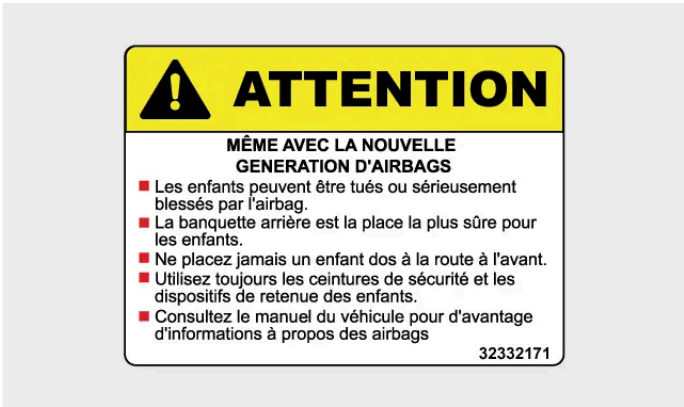 ATTENTION
MÊME AVEC LA NOUVELLE
GENERATION D'AIRBAGS
Les enfants peuvent être tués ou sérieusement
blessés par l'airbag.
La banquette arrière est la place la plus sûre pour
les enfants.
Ne placez jamais un enfant dos à la route à l'avant.
Utilisez toujours les ceintures de sécurité et les
dispositifs de retenue des enfants.
Consultez le manuel du véhicule pour d'avantage
d'informations à propos des airbags
32332171